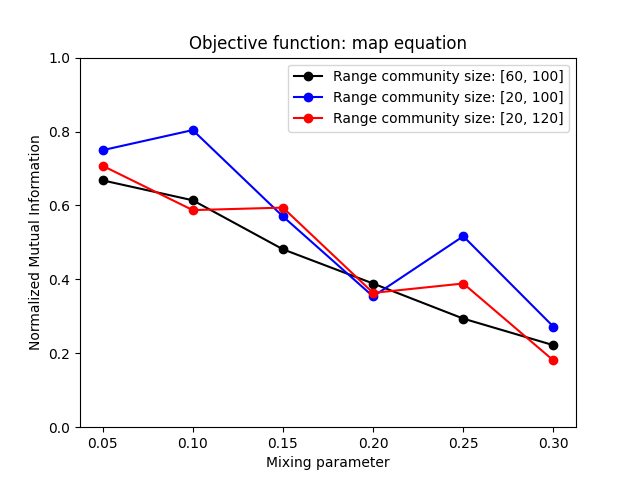 Objective function: map equation
Normalized Mutual Information
1.0
0.8
0.6
0.4
0.2
0.0
Range community size: [60, 100]
Range community size: [20, 100]
Range community size: [20, 120]
0.05 0.10 0.15 0.20 0.25 0.30
Mixing parameter